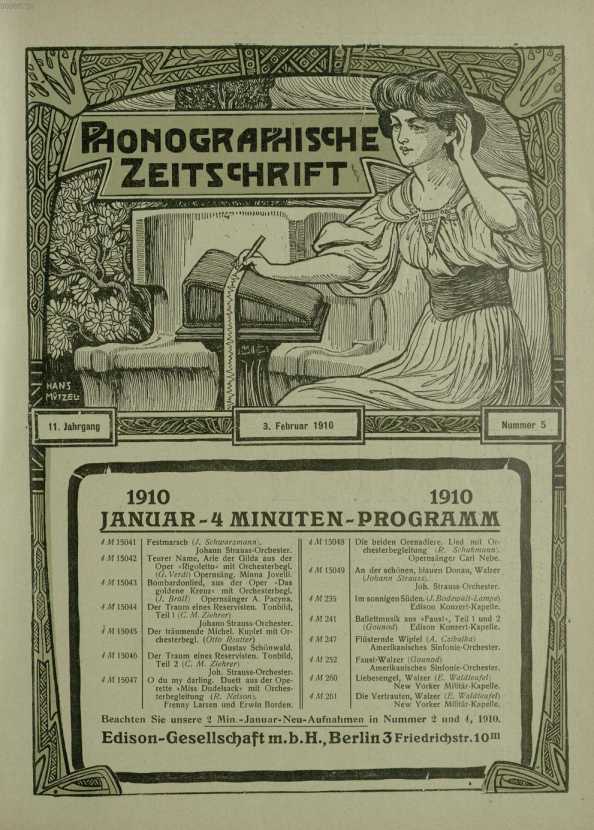 PHONOGRAPHISCHE
ZEITSCHRIFT
HANS
MÜTZEL
11. Jahrgang
3. Februar 1910
Nummer 5
1910 1910
JANUAR-4 MINUTEN-PROGRAMM
4 M 15041 Festmarsch (J. Schwarzmann).
Johann Strauss-Orchester.
4 M 15042 Teurer Name, Arie der Gilda aus der
Oper »Rigoletto« mit Orchesterbegl.
(G. Verdi) Opernsäng. Minna Jovelli.
4 M 15043 Bombardonlied, aus der Oper »Das
goldene Kreuz« mit Orchesterbegl.
(J. Brüll) Opernsänger A. Pacyna.
4 M 15044 Der Traum eines Reservisten. Tonbild,
Teil 1 (C. M. Ziehrer)
Johann Strauss-Orchester.
4 M 15045 Der träumende Michel. Kuplet mit Or-
chesterbegl. (Otto Reutter)
Gustav Schönwald.
4 M 15046 Der Traum eines Reservisten. Tonbild,
Teil 2 (C. M. Ziehrer)
Joh. Strauss-Orchester.
4 M 15047 O du my darling. Duett aus der Ope-
rette »Miss Dudelsack« mit Orches-
terbegleitung (R. Nelson).
Frenny Larsen und Erwin Borden.
4 M 15048 Die beiden Grenadiere. Lied mit Or-
chesterbegleitung (R. Schuhmann).
Opernsänger Carl Nebe.
4 M 15049 An der schönen, blauen Donau, Walzer
(Johann Strauss).
Joh. Strauss-Orchester.
4 M 235 Im sonnigen Süden. (J. Bodewalt-Lampe)
Edison Konzert-Kapelle.
4 M 241 Ballettmusik aus »Faust«, Teil 1 und 2
(Gounod) Edison Konzert-Kapelle.
4 M 247 Flüsternde Wipfel (A. Czibulka)
Amerikanisches Sinfonie-Orchester.
4 M 252 Faust-Walzer (Gounod)
Amerikanisches Sinfonie-Orchester.
4 M 260 Liebesengel, Walzer (E. Waldteufel)
New Yorker Militär-Kapelle.
4 M 261 Die Vertrauten, Walzer (E. Waldteufel)
New Yorker Militär-Kapelle.
Beachten Sie unsere 2 Min.-Januar-Neu-Aufnahmen in Nummer 2 und 4, 1910.
Edison-Gesellschaft m.b.H., Berlin 3 Friedrichstr. 10 III